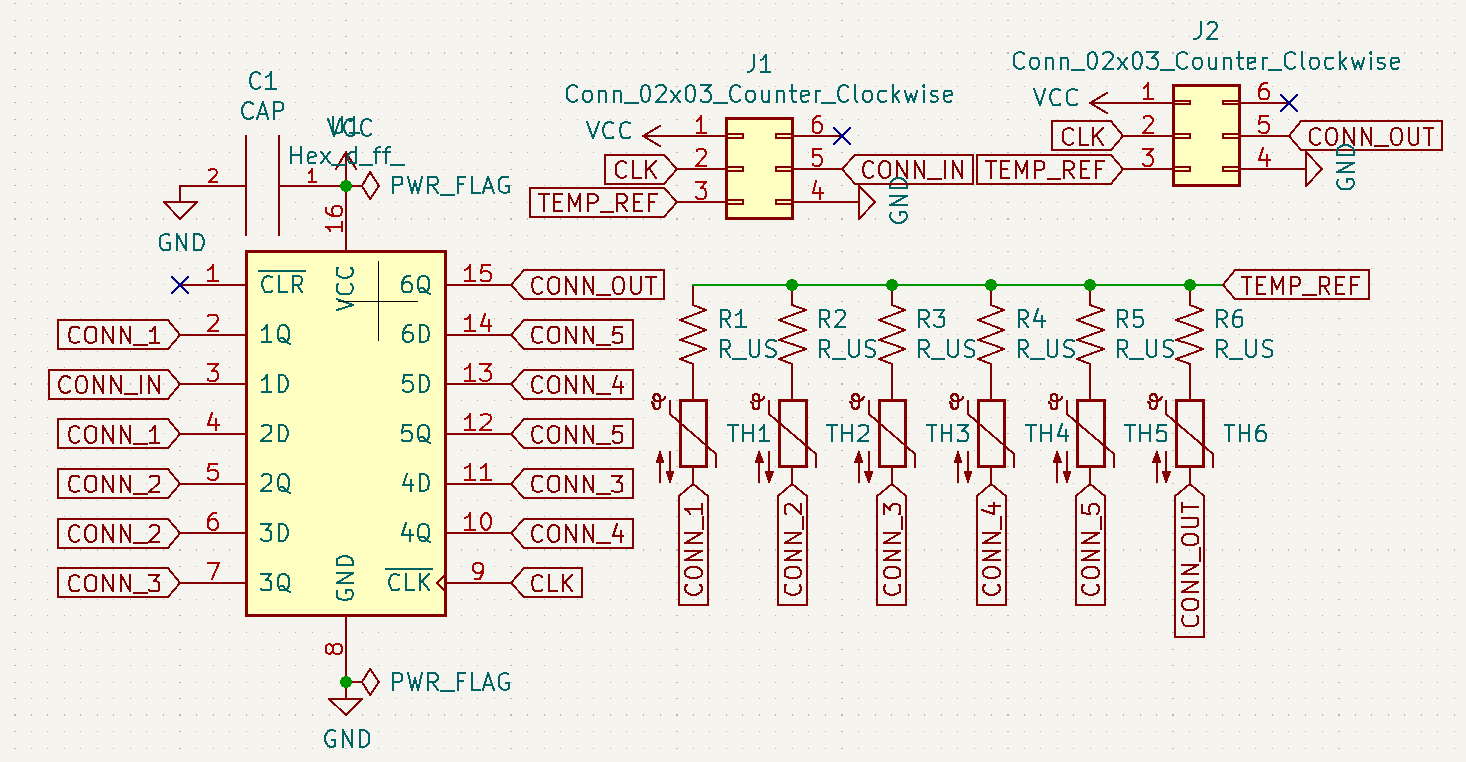 C1
CAP
2
1
GND
U1
VCC
Hex_d_ff_
PWR_FLAG
16
1
CLR
2
1Q
CONN_1
3
1D
CONN_IN
4
2D
CONN_1
5
2Q
CONN_2
6
3D
CONN_2
7
3Q
CONN_3
VCC
GND
6Q
15
CONN_OUT
6D
14
CONN_5
5D
13
CONN_4
5Q
12
CONN_5
4D
11
CONN_3
4Q
10
CONN_4
CLK
9
CLK
8
PWR_FLAG
GND
J1
Conn_02x03_Counter_Clockwise
VCC
1
6
CLK
2
5
CONN_IN
TEMP_REF
3
4
GND
J2
Conn_02x03_Counter_Clockwise
VCC
1
6
CLK
2
5
CONN_OUT
TEMP_REF
3
4
GND
TEMP_REF
R1
R_US
R2
R_US
R3
R_US
R4
R_US
R5
R_US
R6
R_US
θ
θ
θ
θ
θ
θ
TH1
TH2
TH3
TH4
TH5
TH6
CONN_1
CONN_2
CONN_3
CONN_4
CONN_5
CONN_OUT